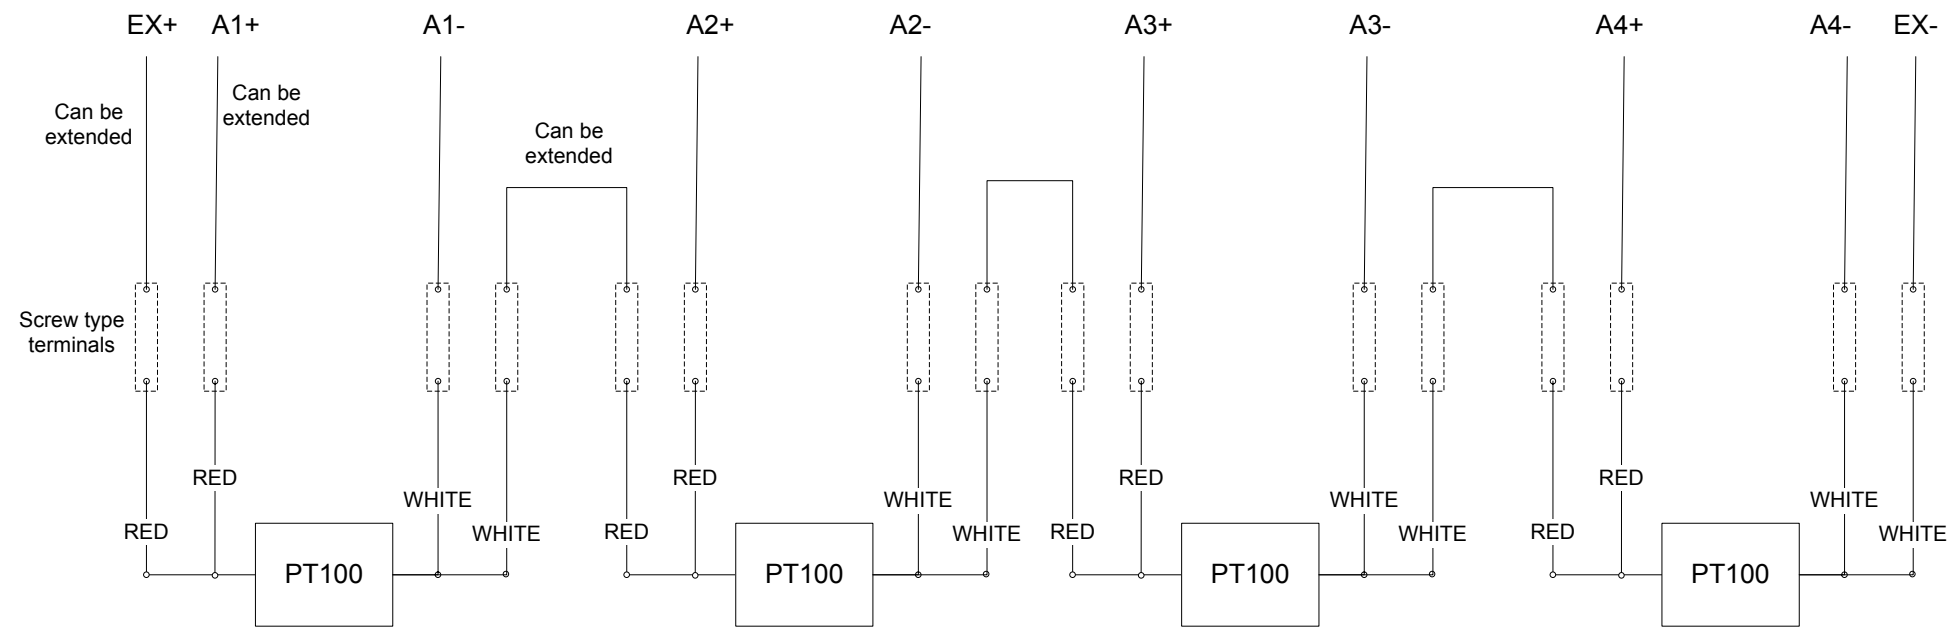 EX+ A1+ A1- A2+ A2- A3+ A3- A4+ A4- EX-
Can be
extended
Can be
extended
Can be
extended
Screw type
terminals
RED RED RED RED
WHITE WHITE WHITE WHITE
RED WHITE RED WHITE RED WHITE RED WHITE
PT100 PT100 PT100 PT100